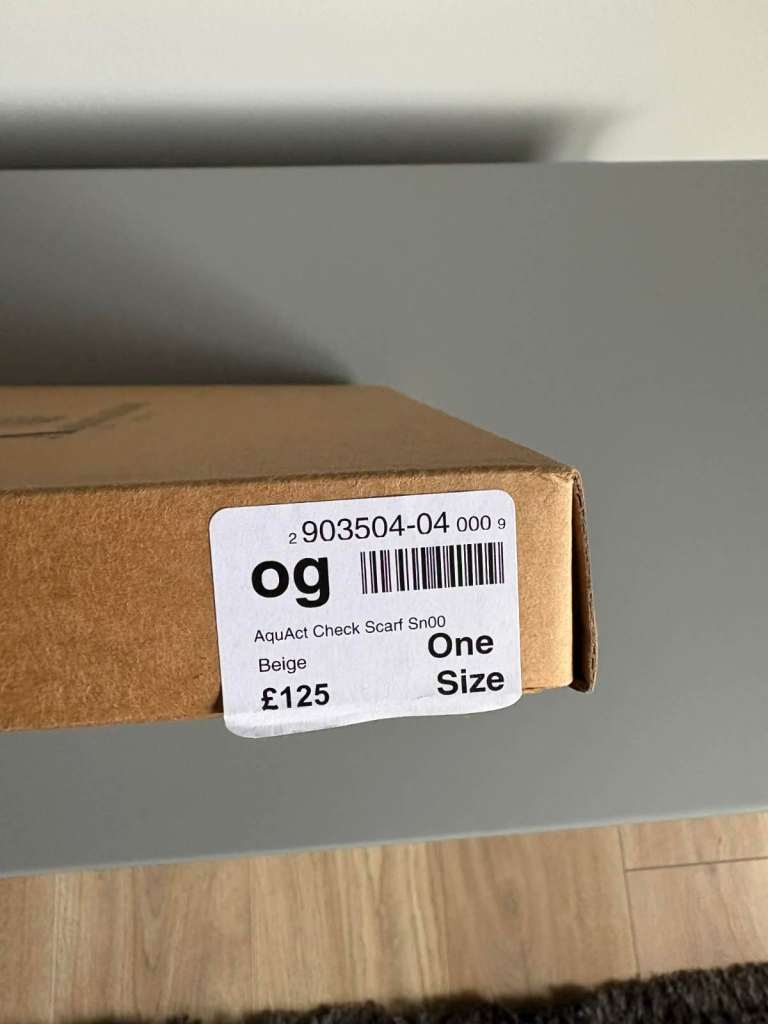 2 903504-04 000 9
og
AquAct Check Scarf Sn00
Beige
One
Size
£125